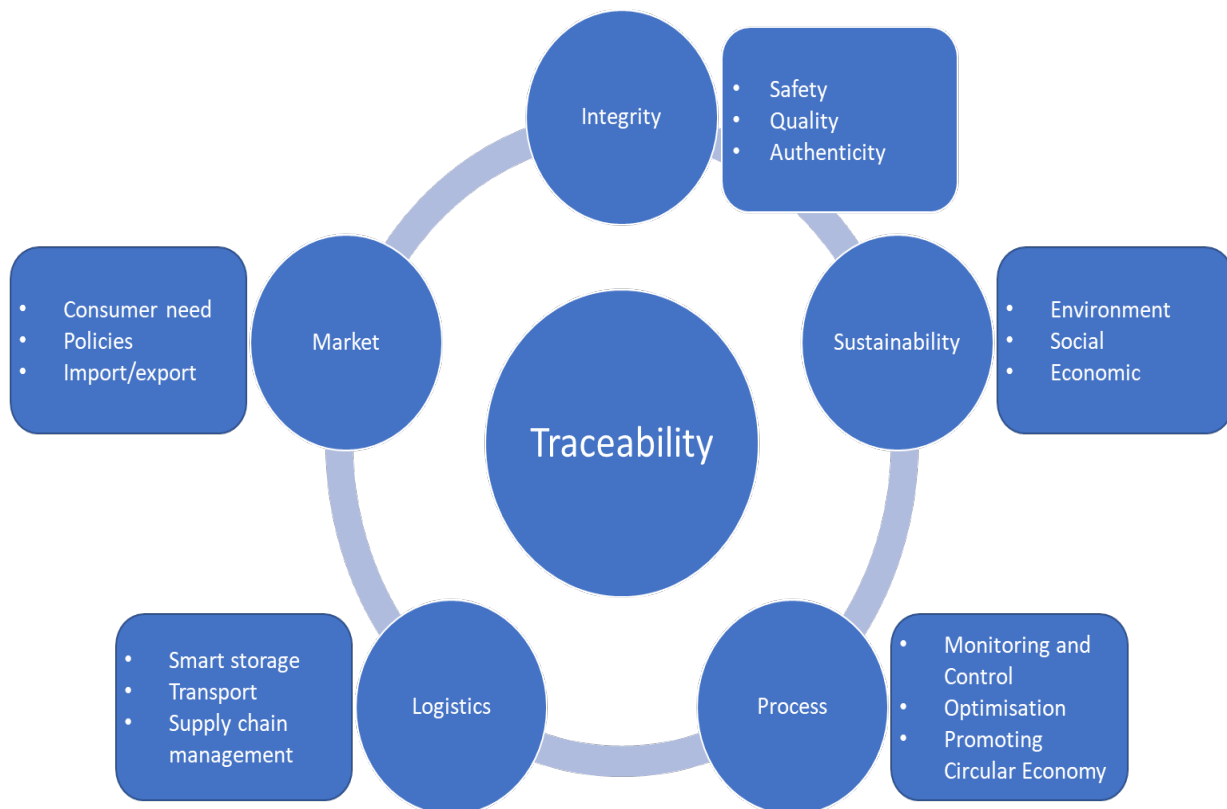 Integrity
• Safety
• Quality
• Authenticity
Sustainability
• Environment
• Social
• Economic
Process
• Monitoring and
Control
• Optimisation
• Promoting
Circular Economy
Logistics
• Smart storage
• Transport
• Supply chain
management
Market
• Consumer need
• Policies
• Import/export
Traceability